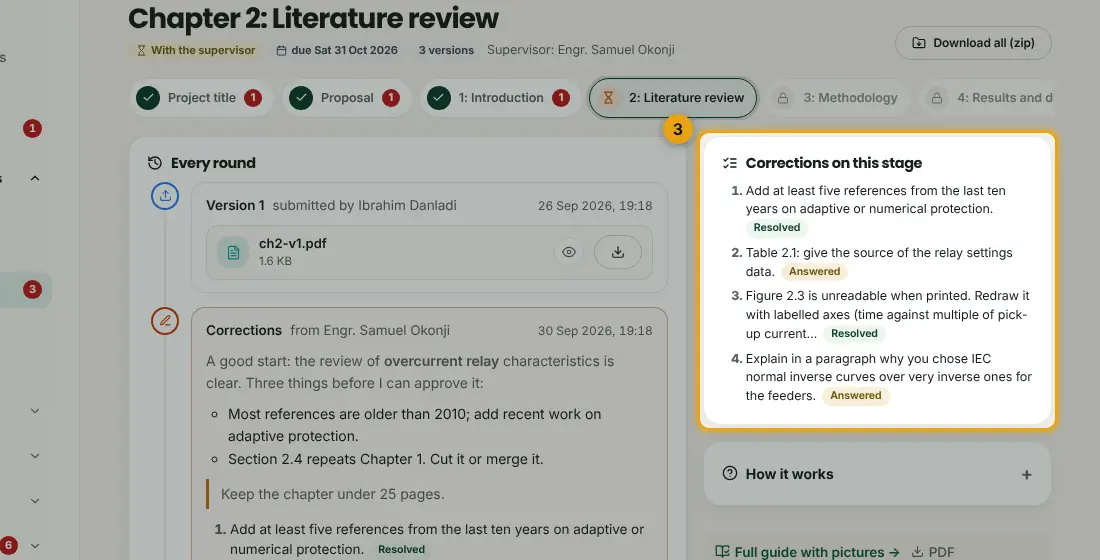 Chapter 2: Literature review
With the supervisor due Sat 31 Oct 2026 3 versions Supervisor: Engr. Samuel Okonji
Download all (zip)
s
Project title 1 Proposal 1 1: Introduction 1 2: Literature review 3: Methodology 4: Results and d
1
3
Every round
Version 1 submitted by Ibrahim Danladi 26 Sep 2026, 19:18
ch2-v1.pdf
1.6 KB
s
3
Corrections from Engr. Samuel Okonji 30 Sep 2026, 19:18
A good start: the review of overcurrent relay characteristics is
clear. Three things before I can approve it:
Most references are older than 2010; add recent work on
adaptive protection.
Section 2.4 repeats Chapter 1. Cut it or merge it.
Keep the chapter under 25 pages.
1. Add at least five references from the last ten years on adaptive or
numerical protection. Resolved
6
Corrections on this stage
1. Add at least five references from the last ten
years on adaptive or numerical protection.
Resolved
2. Table 2.1: give the source of the relay settings
data. Answered
3. Figure 2.3 is unreadable when printed. Redraw it
with labelled axes (time against multiple of pick-
up current... Resolved
4. Explain in a paragraph why you chose IEC
normal inverse curves over very inverse ones for
the feeders. Answered
How it works +
Full guide with pictures → PDF